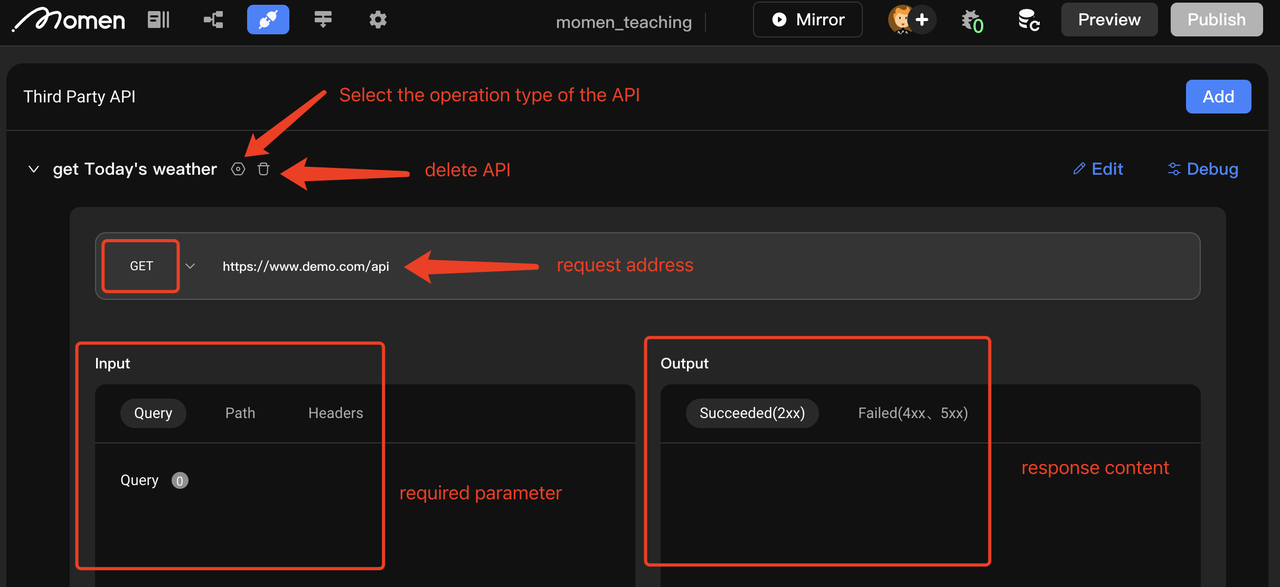 Momen
momen_teaching
Mirror
0
Preview
Publish
Third Party API
Select the operation type of the API
Add
get Today's weather
delete API
Edit
Debug
GET
https://www.demo.com/api
request address
Input
Output
Query
Path
Headers
Succeeded(2xx)
Failed(4xx、5xx)
Query 0
required parameter
response content